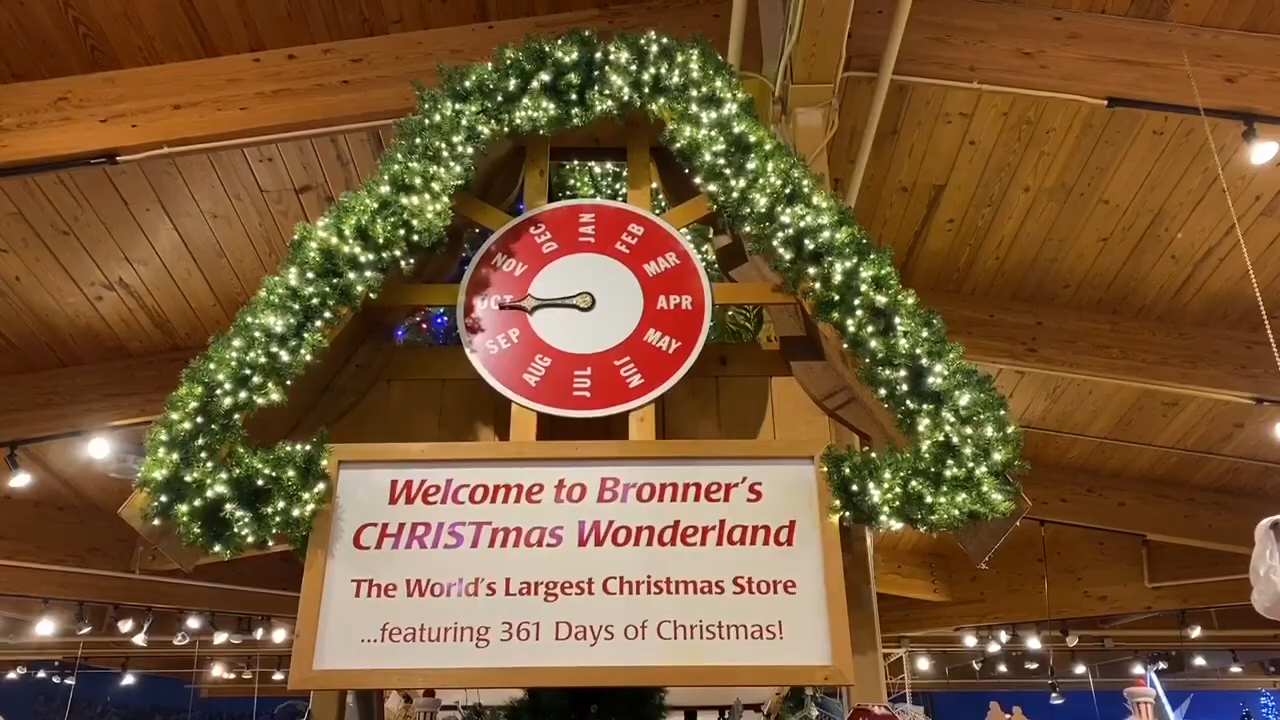 JAN
FEB
MAR
APR
MAY
JUN
JUL
AUG
SEP
OCT
NOV
DEC
Welcome to Bronner's
CHRISTmas Wonderland
The World's Largest Christmas Store
...featuring 361 Days of Christmas!